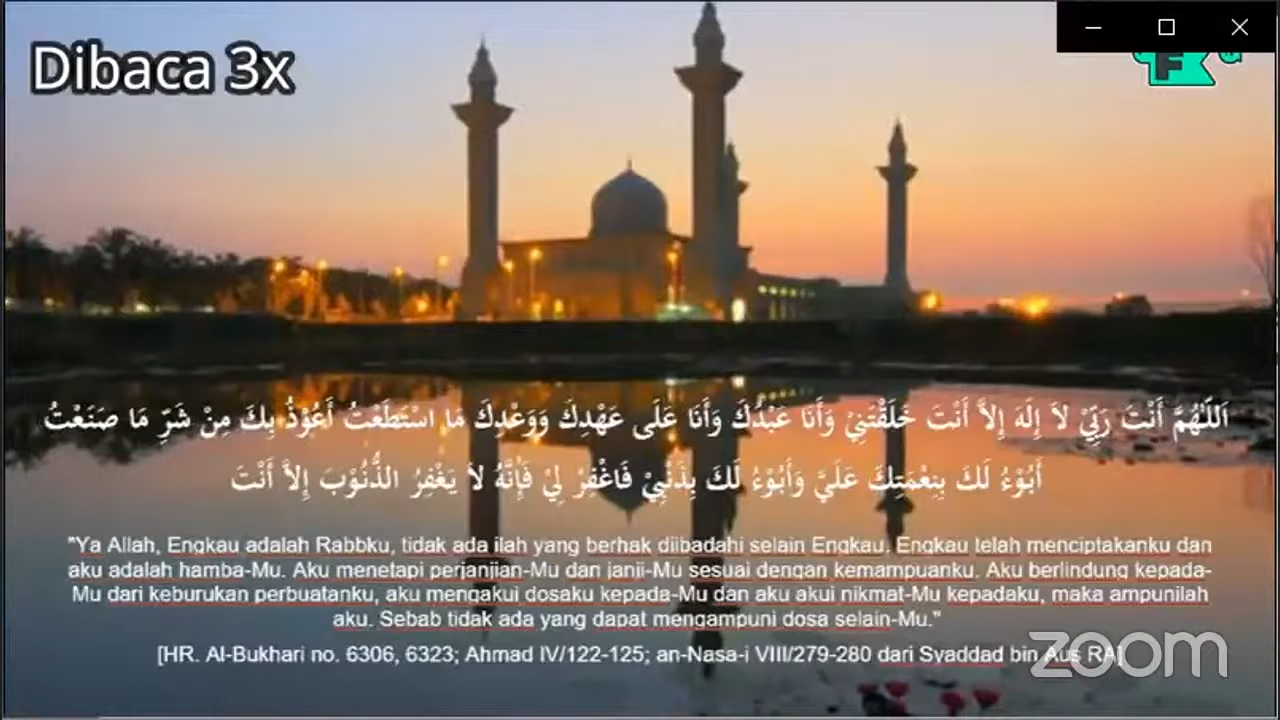 Dibaca 3x
F
اَللّٰهُمَّ أَنْتَ رَبِّيْ لاَ إِلَهَ إِلاَّ أَنْتَ خَلَقْتَنِيْ وَأَنَا عَبْدُكَ وَأَنَا عَلَى عَهْدِكَ وَوَعْدِكَ مَا اسْتَطَعْتُ أَعُوْذُ بِكَ مِنْ شَرِّ مَا صَنَعْتُ
أَبُوْءُ لَكَ بِنِعْمَتِكَ عَلَيَّ وَأَبُوْءُ لَكَ بِذَنْبِيْ فَاغْفِرْ لِيْ فَإِنَّهُ لاَ يَغْفِرُ الذُّنُوْبَ إِلاَّ أَنْتَ
"Ya Allah, Engkau adalah Rabbku, tidak ada ilah yang berhak diibadahi selain Engkau. Engkau telah menciptakanku dan
aku adalah hamba-Mu. Aku menetapi perjanjian-Mu dan janji-Mu sesuai dengan kemampuanku. Aku berlindung kepada-
Mu dari keburukan perbuatanku, aku mengakui dosaku kepada-Mu dan aku akui nikmat-Mu kepadaku, maka ampunilah
aku. Sebab tidak ada yang dapat mengampuni dosa selain-Mu."
[HR. Al-Bukhari no. 6306, 6323; Ahmad IV/122-125; an-Nasa-i VIII/279-280 dari Syaddad bin Aus RA]
zoom